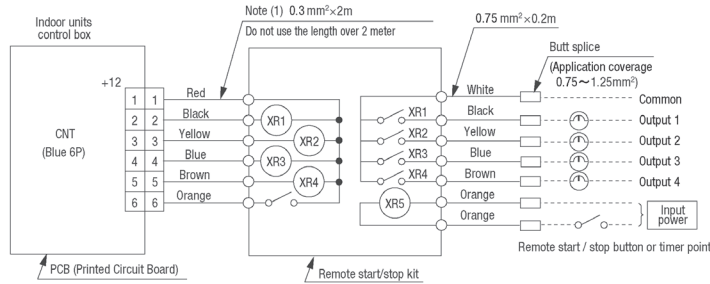 Note (1) 0.3 mm²×2m
Do not use the length over 2 meter
0.75 mm²×0.2m
Indoor units
control box
Butt splice
(Application coverage
0.75～1.25mm²)
+12
CNT
(Blue 6P)
1 1 Red
2 2 Black
3 3 Yellow
4 4 Blue
5 5 Brown
6 6 Orange
XR1
XR2
XR3
XR4
XR1
XR2
XR3
XR4
XR5
White Common
Black Output 1
Yellow Output 2
Blue Output 3
Brown Output 4
Orange
Orange
Input
power
Remote start / stop button or timer point
PCB (Printed Circuit Board)
Remote start/stop kit